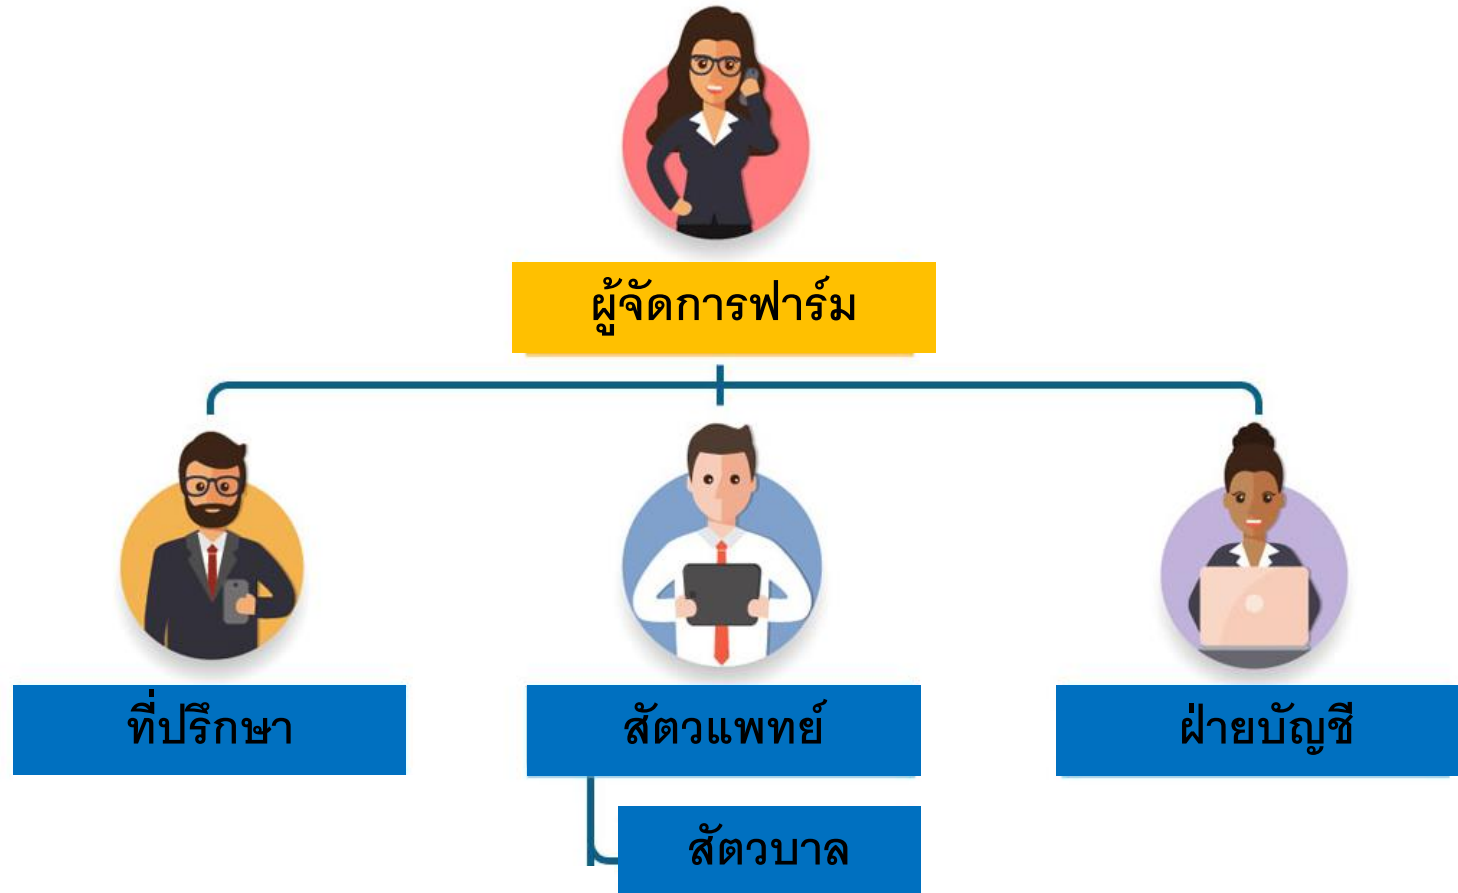 ผู้จัดการฟาร์ม
ที่ปรึกษา
สัตวแพทย์
ฝ่ายบัญชี
สัตวบาล